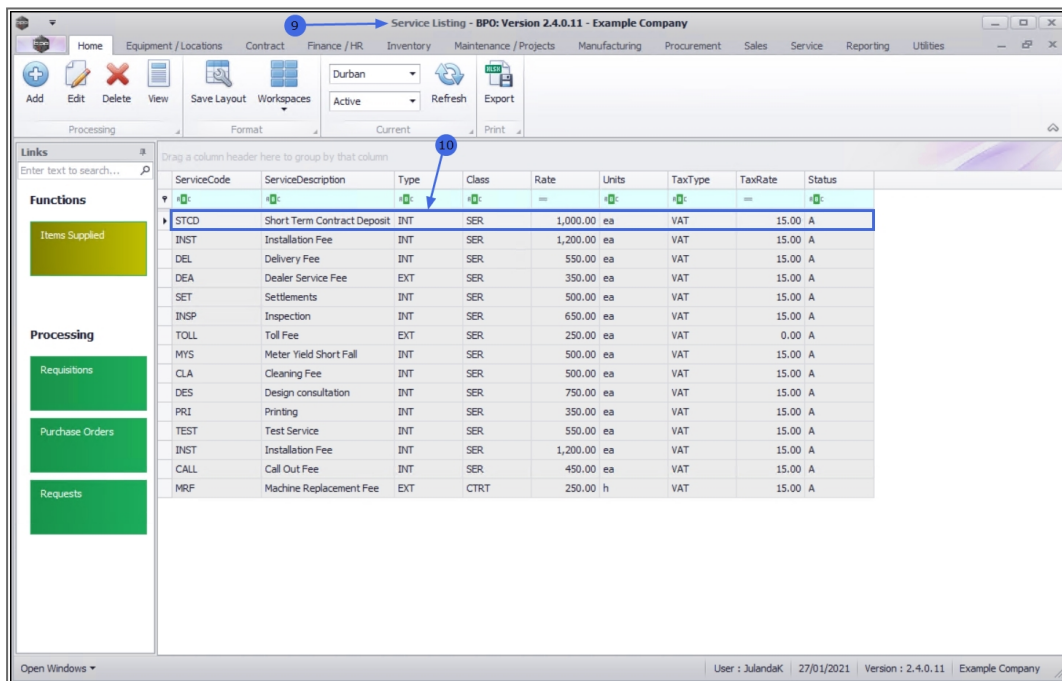 9
Service Listing - BPO: Version 2.4.0.11 - Example Company
Home Equipment / Locations Contract Finance / HR Inventory Maintenance / Projects Manufacturing Procurement Sales Service Reporting Utilities
Durban
Active
Add Edit Delete View Save Layout Workspaces Refresh Export
Processing Format Current Print
10
Links
Enter text to search...
Drag a column header here to group by that column
ServiceCode ServiceDescription Type Class Rate Units TaxType TaxRate Status
STCD Short Term Contract Deposit INT SER 1,000.00 ea VAT 15.00 A
INST Installation Fee INT SER 1,200.00 ea VAT 15.00 A
DEL Delivery Fee INT SER 550.00 ea VAT 15.00 A
DEA Dealer Service Fee EXT SER 350.00 ea VAT 15.00 A
SET Settlements INT SER 500.00 ea VAT 15.00 A
INSP Inspection INT SER 650.00 ea VAT 15.00 A
TOLL Toll Fee EXT SER 250.00 ea VAT 0.00 A
MYS Meter Yield Short Fall INT SER 500.00 ea VAT 15.00 A
CLA Cleaning Fee INT SER 500.00 ea VAT 15.00 A
DES Design consultation INT SER 750.00 ea VAT 15.00 A
PRI Printing INT SER 350.00 ea VAT 15.00 A
TEST Test Service INT SER 550.00 ea VAT 15.00 A
INST Installation Fee INT SER 1,200.00 ea VAT 15.00 A
CALL Call Out Fee INT SER 450.00 ea VAT 15.00 A
MRF Machine Replacement Fee EXT CTRT 250.00 h VAT 15.00 A
Functions
Items Supplied
Processing
Requisitions
Purchase Orders
Requests
Open Windows
User : JulandaK 27/01/2021 Version : 2.4.0.11 Example Company